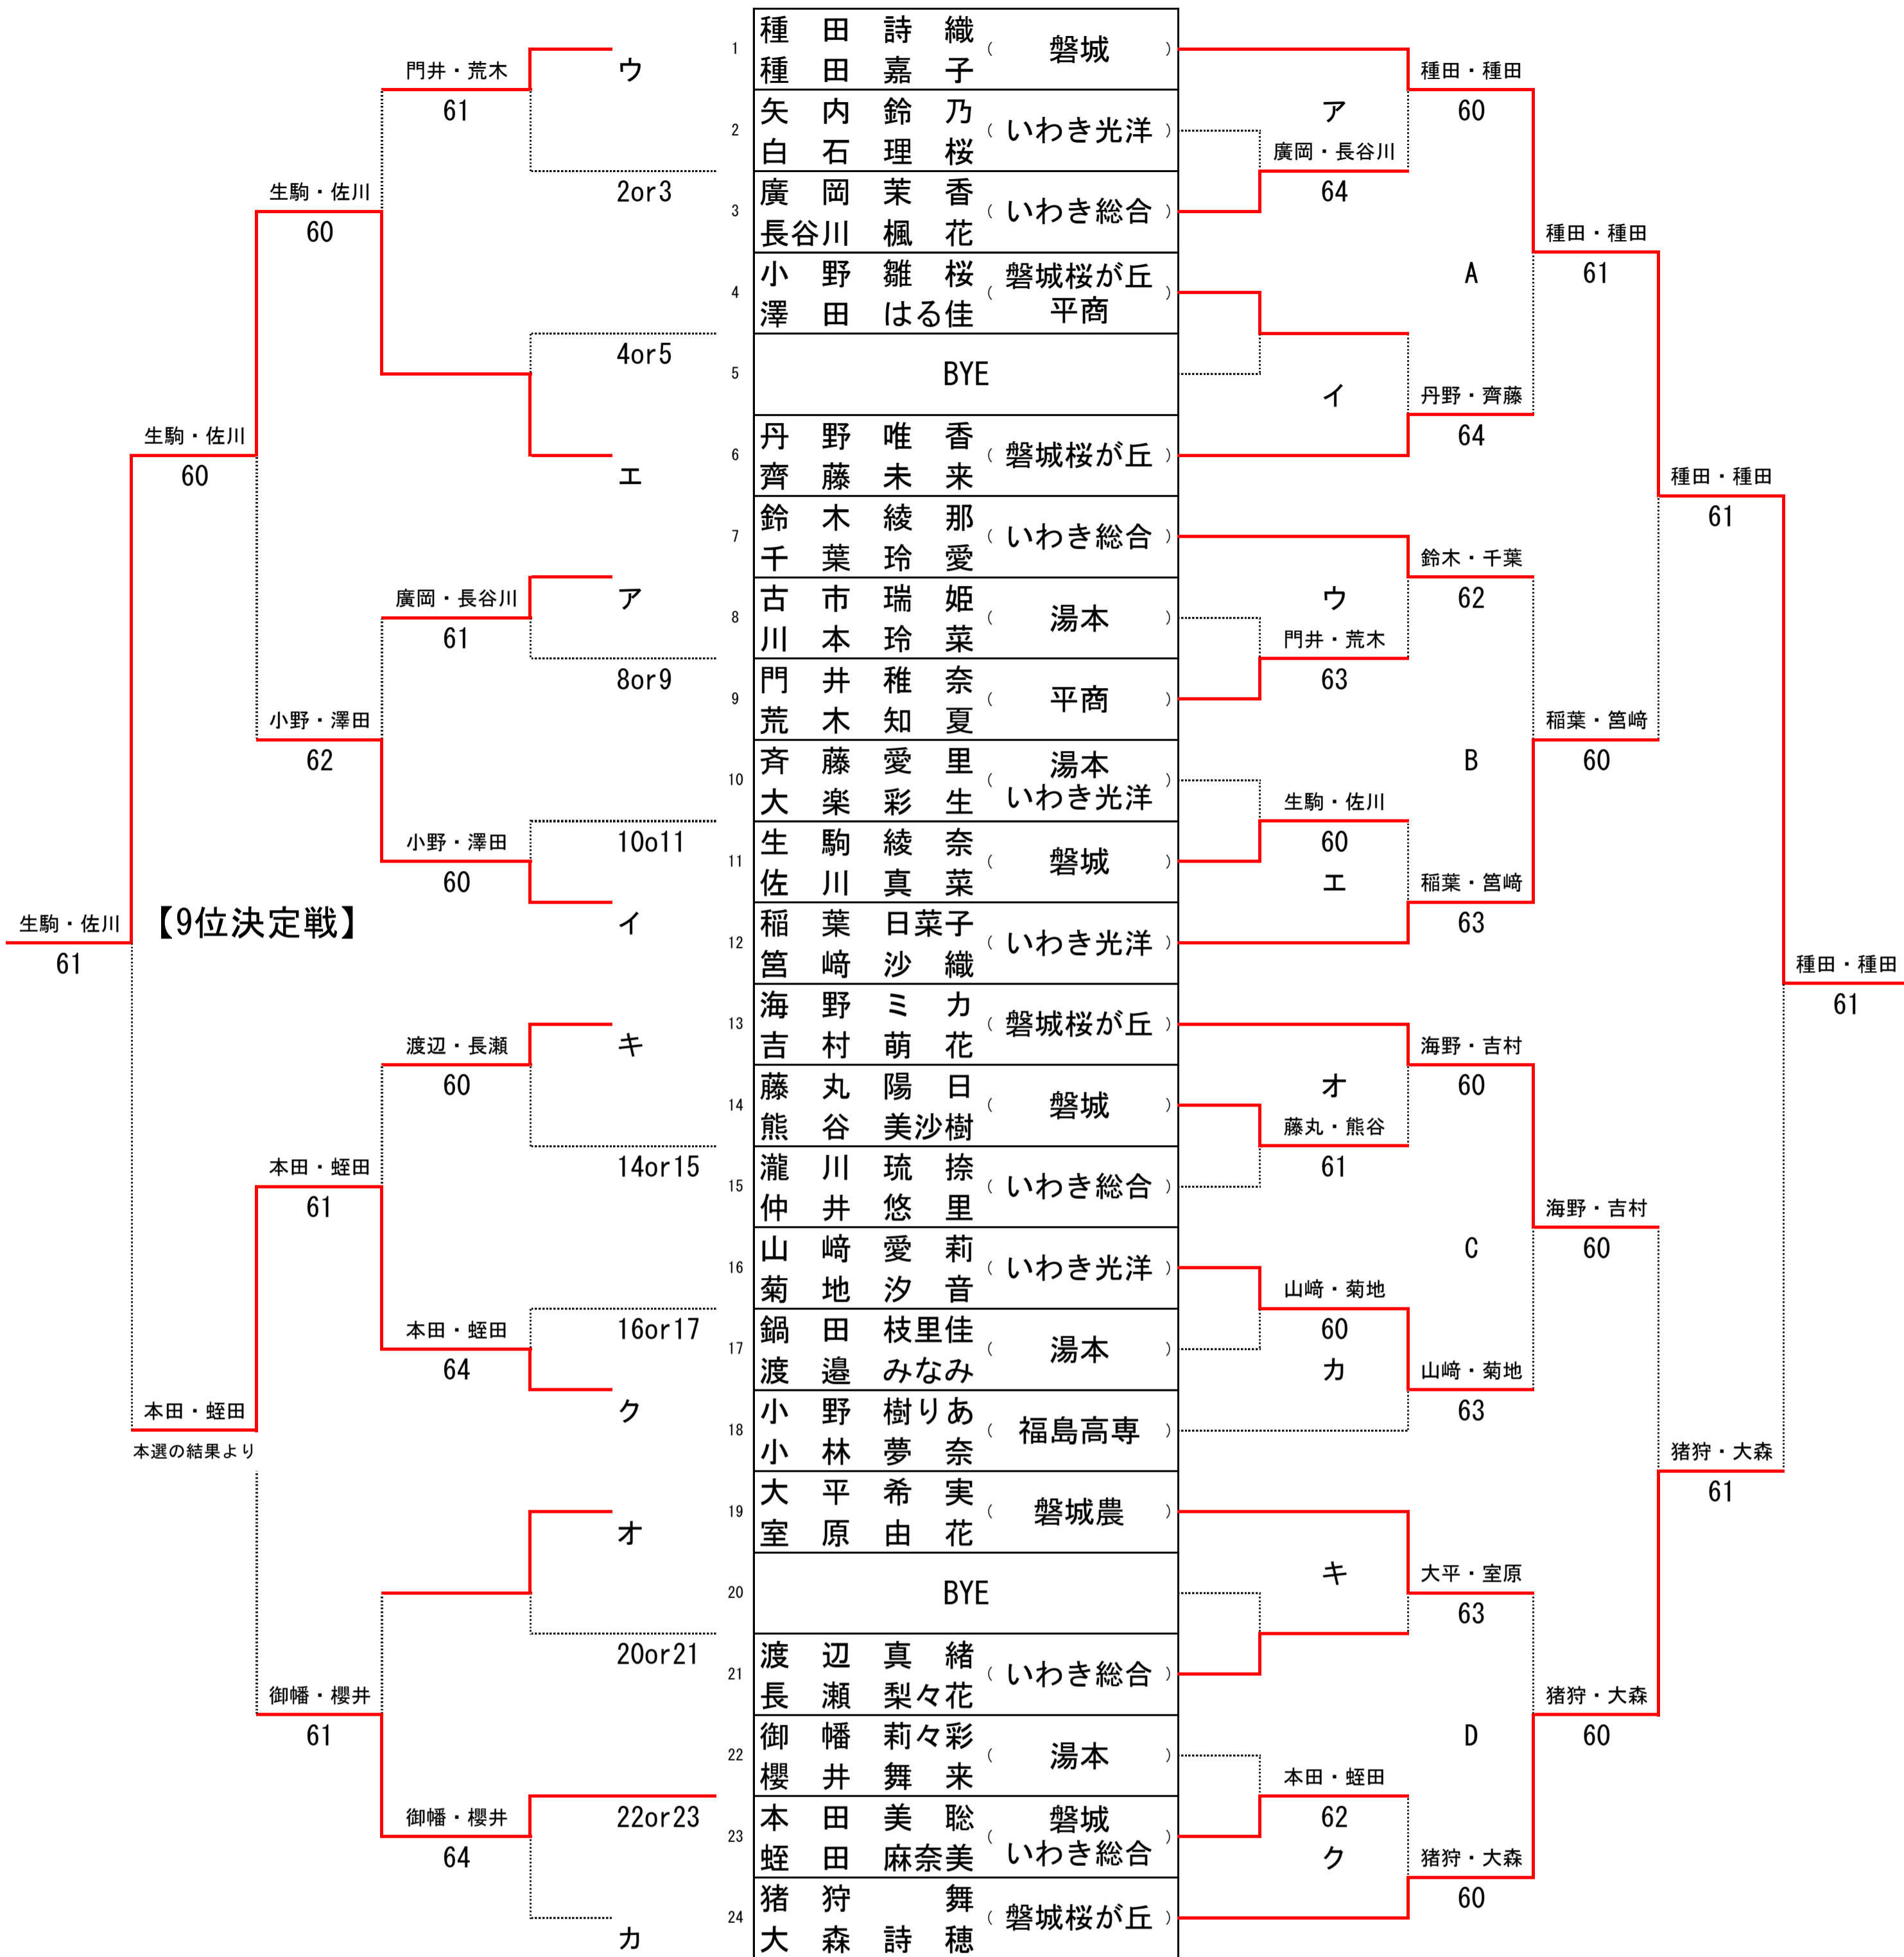 門井・荒木
61
ウ
2or3
生駒・佐川
60
4or5
エ
生駒・佐川
60
廣岡・長谷川
61
ア
8or9
小野・澤田
62
10o11
小野・澤田
60
イ
生駒・佐川
61
【9位決定戦】
渡辺・長瀬
60
キ
14or15
本田・蛭田
61
16or17
本田・蛭田
64
ク
本田・蛭田
本選の結果より
オ
20or21
御幡・櫻井
61
22or23
御幡・櫻井
64
カ
1 種田詩織 種田嘉子 (磐城)
2 矢内鈴乃 白石理桜 (いわき光洋)
3 廣岡茉香 長谷川楓花 (いわき総合)
4 小野雛桜 澤田はる佳 (磐城桜が丘 平商)
5 BYE
6 丹野唯香 齊藤未来 (磐城桜が丘)
7 鈴木綾那 千葉玲愛 (いわき総合)
8 古市瑞姫 川本玲菜 (湯本)
9 門井稚奈 荒木知夏 (平商)
10 斉藤愛里 大楽彩生 (湯本 いわき光洋)
11 生駒綾奈 佐川真菜 (磐城)
12 稲葉日菜子 筥﨑沙織 (いわき光洋)
13 海野ミカ 吉村萌花 (磐城桜が丘)
14 藤丸陽日 熊谷美沙樹 (磐城)
15 瀧川琉捺 仲井悠里 (いわき総合)
16 山﨑愛莉 菊地汐音 (いわき光洋)
17 鍋田枝里佳 渡邉みなみ (湯本)
18 小野樹りあ 小林夢奈 (福島高専)
19 大平希実 室原由花 (磐城農)
20 BYE
21 渡辺真緒 長瀬梨々花 (いわき総合)
22 御幡莉々彩 櫻井舞来 (湯本)
23 本田美聡 蛭田麻奈美 (磐城 いわき総合)
24 猪狩舞 大森詩穂 (磐城桜が丘)
種田・種田
60
ア
廣岡・長谷川
64
種田・種田
61
A
イ
丹野・齊藤
64
種田・種田
61
鈴木・千葉
62
ウ
門井・荒木
63
稲葉・筥﨑
60
B
生駒・佐川
60
エ
稲葉・筥﨑
63
種田・種田
61
海野・吉村
60
オ
藤丸・熊谷
61
海野・吉村
60
C
山﨑・菊地
60
カ
山﨑・菊地
63
猪狩・大森
61
キ
大平・室原
63
猪狩・大森
60
D
本田・蛭田
62
ク
猪狩・大森
60